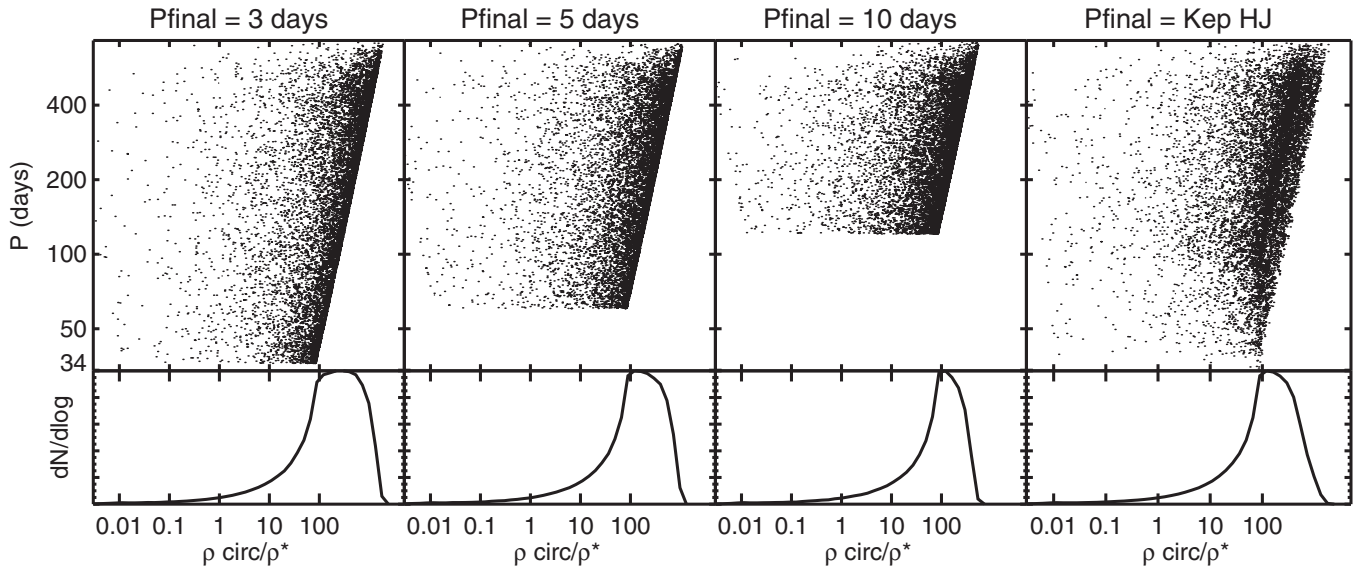 Pfinal = 3 days
Pfinal = 5 days
Pfinal = 10 days
Pfinal = Kep HJ
P (days)
400
200
100
50
34
dN/dlog
0.01 0.1 1 10 100
0.01 0.1 1 10 100
0.01 0.1 1 10 100
0.01 0.1 1 10 100
ρ circ/ρ*
ρ circ/ρ*
ρ circ/ρ*
ρ circ/ρ*